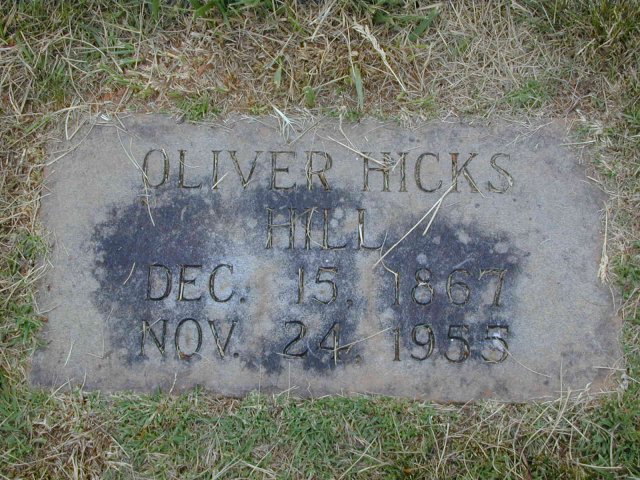 OLIVER HICKS
HILL
DEC. 15, 1867
NOV. 24, 1955